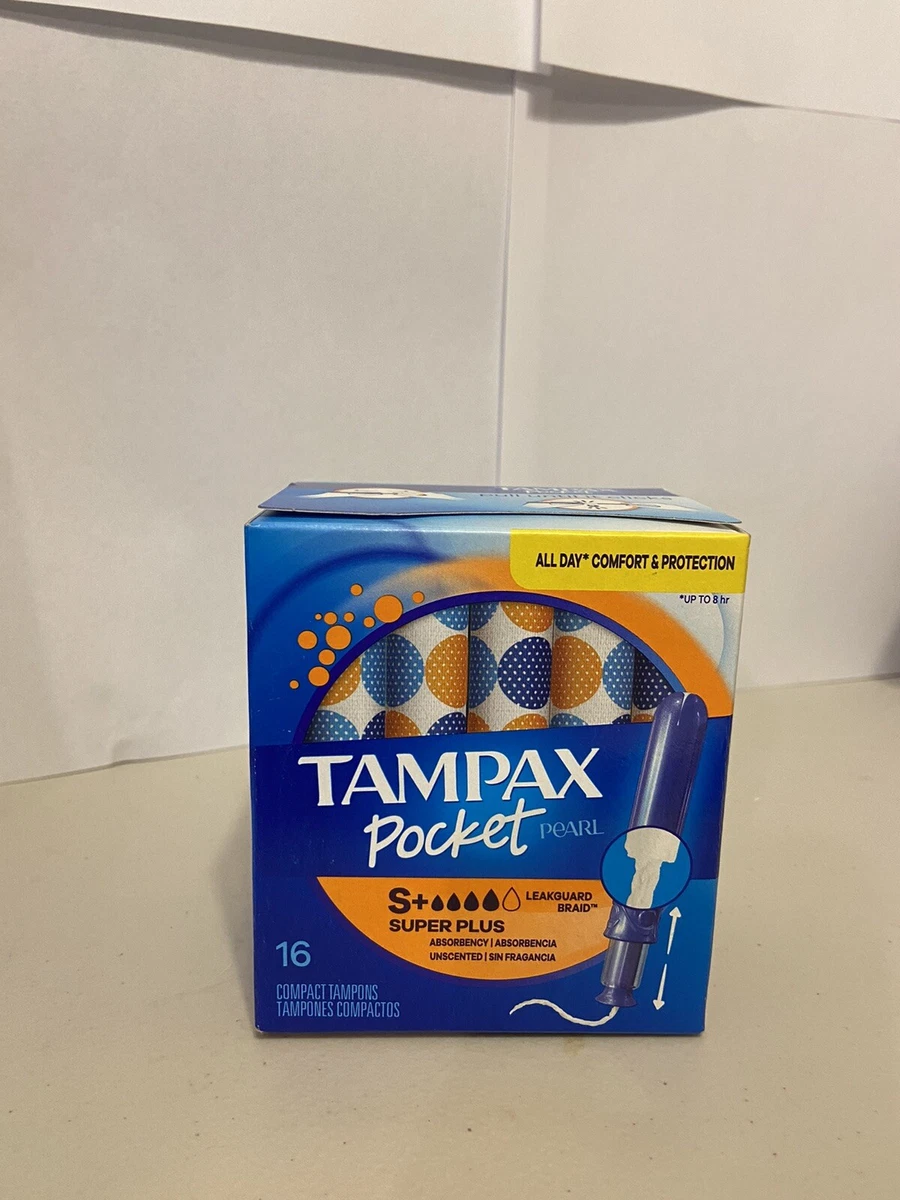 TAMPAX
ALL DAY* COMFORT & PROTECTION
*UP TO 8 hr
TAMPAX
Pocket PEARL
S+ LEAKGUARD
BRAID™
SUPER PLUS
ABSORBENCY | ABSORBENCIA
UNSCENTED | SIN FRAGANCIA
16
COMPACT TAMPONS
TAMPONES COMPACTOS